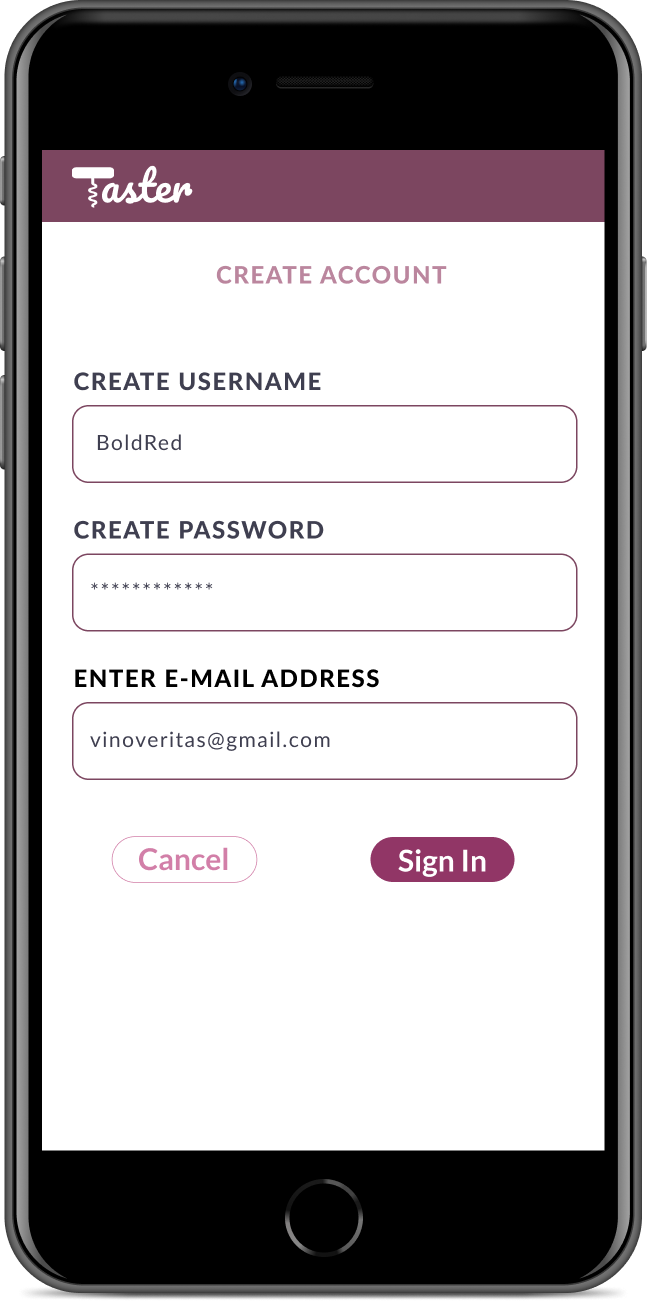 Taster
CREATE ACCOUNT
CREATE USERNAME
BoldRed
CREATE PASSWORD
************
ENTER E-MAIL ADDRESS
vinoveritas@gmail.com
Cancel Sign In